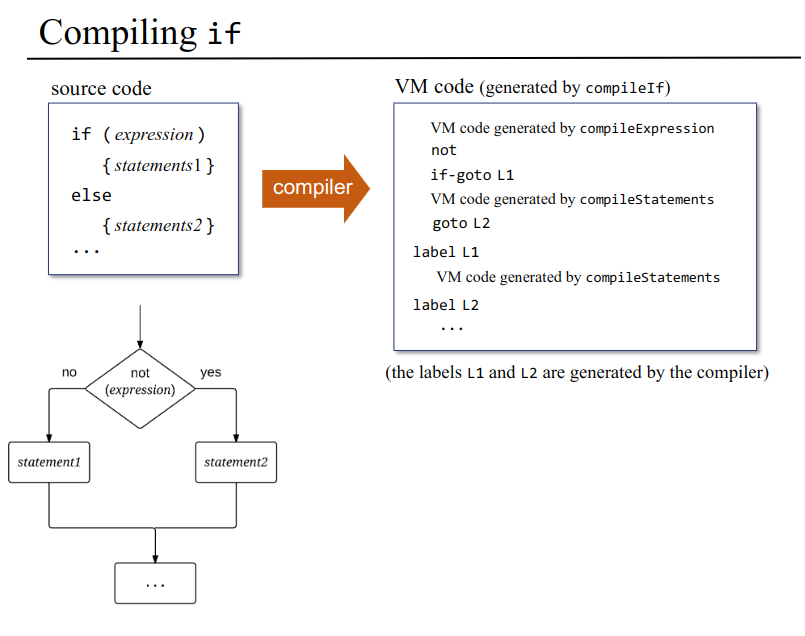 Compiling if
source code
if (expression)
{statements1}
else
{statements2}
...
compiler
VM code (generated by compileIf)
VM code generated by compileExpression
not
if-goto L1
VM code generated by compileStatements
goto L2
label L1
VM code generated by compileStatements
label L2
...
(the labels L1 and L2 are generated by the compiler)
no
not
(expression)
yes
statement1
statement2
...